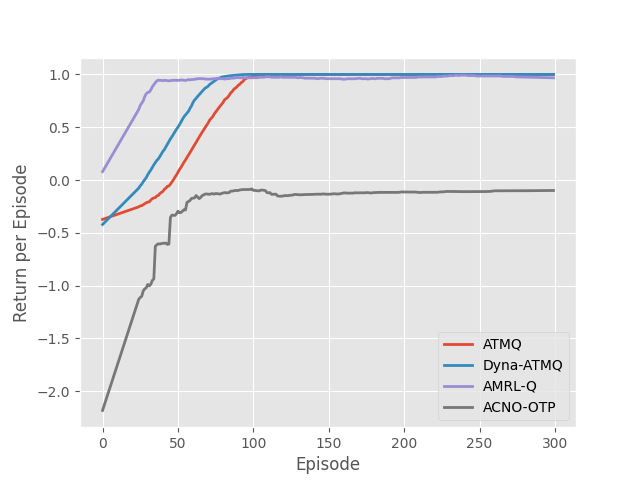 1.0
0.5
0.0
−0.5
−1.0
−1.5
−2.0
Return per Episode
0 50 100 150 200 250 300
Episode
ATMQ
Dyna-ATMQ
AMRL-Q
ACNO-OTP